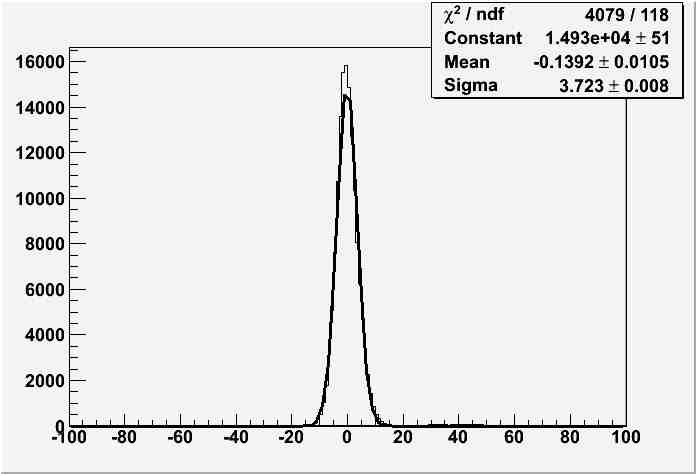 χ² / ndf 4079 / 118
Constant 1.493e+04 ± 51
Mean -0.1392 ± 0.0105
Sigma 3.723 ± 0.008
16000
14000
12000
10000
8000
6000
4000
2000
0
-100 -80 -60 -40 -20 0 20 40 60 80 100